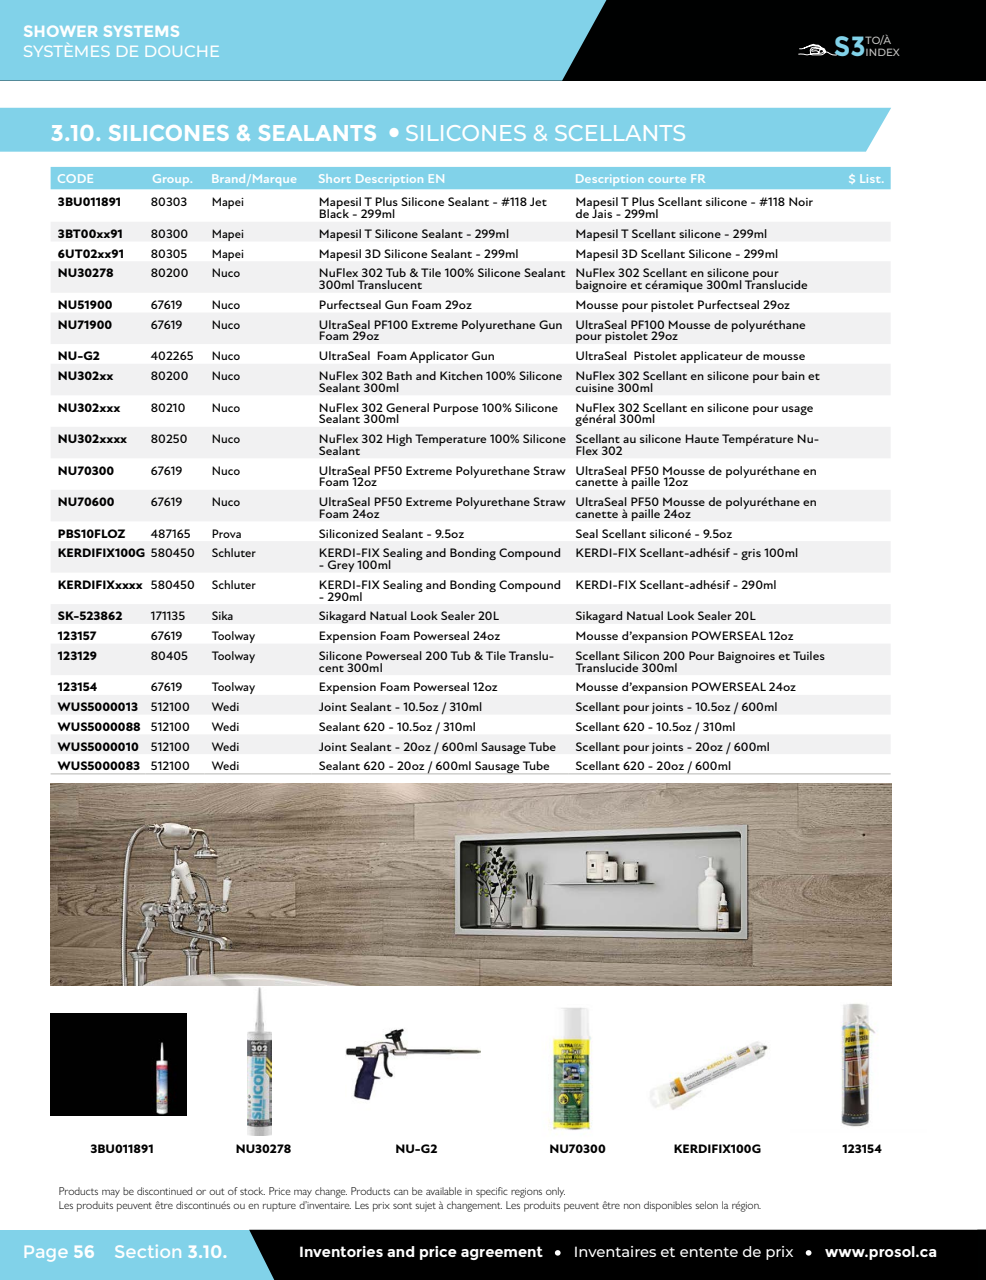 SHOWER SYSTEMS
SYSTÈMES DE DOUCHE
S3 TO/À INDEX
3.10. SILICONES & SEALANTS • SILICONES & SCELLANTS
CODE Group. Brand/Marque Short Description EN Description courte FR $ List.
3BU011891 80303 Mapei Mapesil T Plus Silicone Sealant - #118 Jet Mapesil T Plus Scellant silicone - #118 Noir
Black - 299ml de Jais - 299ml
3BT00xx91 80300 Mapei Mapesil T Silicone Sealant - 299ml Mapesil T Scellant silicone - 299ml
6UT02xx91 80305 Mapei Mapesil 3D Silicone Sealant - 299ml Mapesil 3D Scellant Silicone - 299ml
NU30278 80200 Nuco NuFlex 302 Tub & Tile 100% Silicone Sealant NuFlex 302 Scellant en silicone pour
300ml Translucent baignoire et céramique 300ml Translucide
NU51900 67619 Nuco Purfectseal Gun Foam 29oz Mousse pour pistolet Purfectseal 29oz
NU71900 67619 Nuco UltraSeal PF100 Extreme Polyurethane Gun UltraSeal PF100 Mousse de polyuréthane
Foam 29oz pour pistolet 29oz
NU-G2 402265 Nuco UltraSeal Foam Applicator Gun UltraSeal Pistolet applicateur de mousse
NU302xx 80200 Nuco NuFlex 302 Bath and Kitchen 100% Silicone NuFlex 302 Scellant en silicone pour bain et
Sealant 300ml cuisine 300ml
NU302xxx 80210 Nuco NuFlex 302 General Purpose 100% Silicone NuFlex 302 Scellant en silicone pour usage
Sealant 300ml général 300ml
NU302xxxx 80250 Nuco NuFlex 302 High Temperature 100% Silicone Scellant au silicone Haute Température Nu-
Sealant Flex 302
NU70300 67619 Nuco UltraSeal PF50 Extreme Polyurethane Straw UltraSeal PF50 Mousse de polyuréthane en
Foam 12oz canette à paille 12oz
NU70600 67619 Nuco UltraSeal PF50 Extreme Polyurethane Straw UltraSeal PF50 Mousse de polyuréthane en
Foam 24oz canette à paille 24oz
PBS10FLOZ 487165 Prova Siliconized Sealant - 9.5oz Seal Scellant siliconé - 9.5oz
KERDIFIX100G 580450 Schluter KERDI-FIX Sealing and Bonding Compound KERDI-FIX Scellant-adhésif - gris 100ml
- Grey 100ml
KERDIFIXxxxx 580450 Schluter KERDI-FIX Sealing and Bonding Compound KERDI-FIX Scellant-adhésif - 290ml
- 290ml
SK-523862 171135 Sika Sikagard Natual Look Sealer 20L Sikagard Natual Look Sealer 20L
123157 67619 Toolway Expension Foam Powerseal 24oz Mousse d'expansion POWERSEAL 12oz
123129 80405 Toolway Silicone Powerseal 200 Tub & Tile Translu- Scellant Silicon 200 Pour Baignoires et Tuiles
cent 300ml Translucide 300ml
123154 67619 Toolway Expension Foam Powerseal 12oz Mousse d'expansion POWERSEAL 24oz
WUS5000013 512100 Wedi Joint Sealant - 10.5oz / 310ml Scellant pour joints - 10.5oz / 600ml
WUS5000088 512100 Wedi Sealant 620 - 10.5oz / 310ml Scellant 620 - 10.5oz / 310ml
WUS5000010 512100 Wedi Joint Sealant - 20oz / 600ml Sausage Tube Scellant pour joints - 20oz / 600ml
WUS5000083 512100 Wedi Sealant 620 - 20oz / 600ml Sausage Tube Scellant 620 - 20oz / 600ml
302
SILICONE
3BU011891 NU30278 NU-G2 NU70300 KERDIFIX100G 123154
Products may be discontinued or out of stock. Price may change. Products can be available in specific regions only.
Les produits peuvent être discontinués ou en rupture d'inventaire. Les prix sont sujet à changement. Les produits peuvent être non disponibles selon la région.
Page 56 Section 3.10. Inventories and price agreement • Inventaires et entente de prix • www.prosol.ca